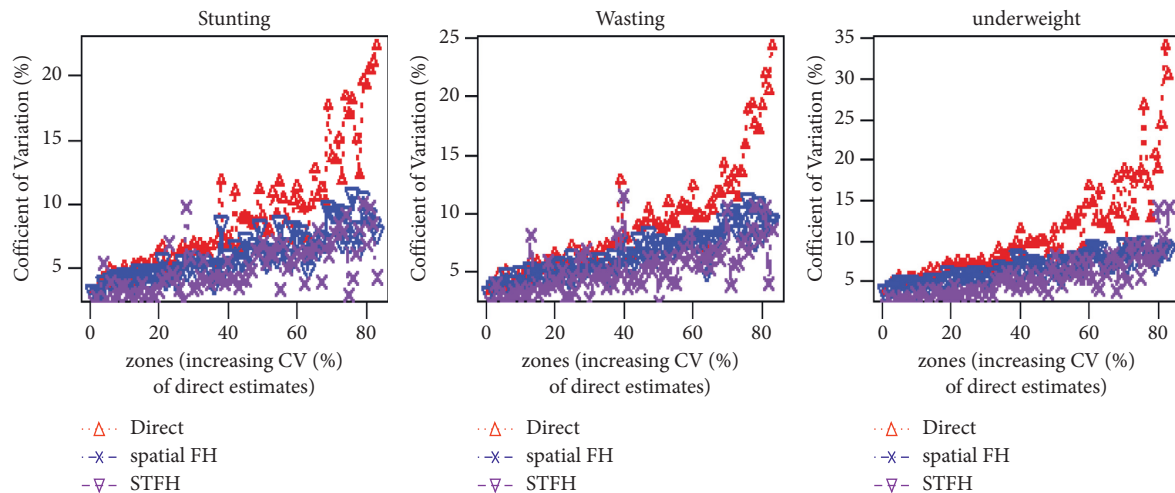 Stunting
Cofficient of Variation (%)
20
15
10
5
0
20
40
60
80
zones (increasing CV (%)
of direct estimates)
Direct
spatial FH
STFH
Wasting
Cofficient of Variation (%)
25
20
15
10
5
0
20
40
60
80
zones (increasing CV (%)
of direct estimates)
Direct
spatial FH
STFH
underweight
Cofficient of Variation (%)
35
30
25
20
15
10
5
0
20
40
60
80
zones (increasing CV (%)
of direct estimates)
Direct
spatial FH
STFH